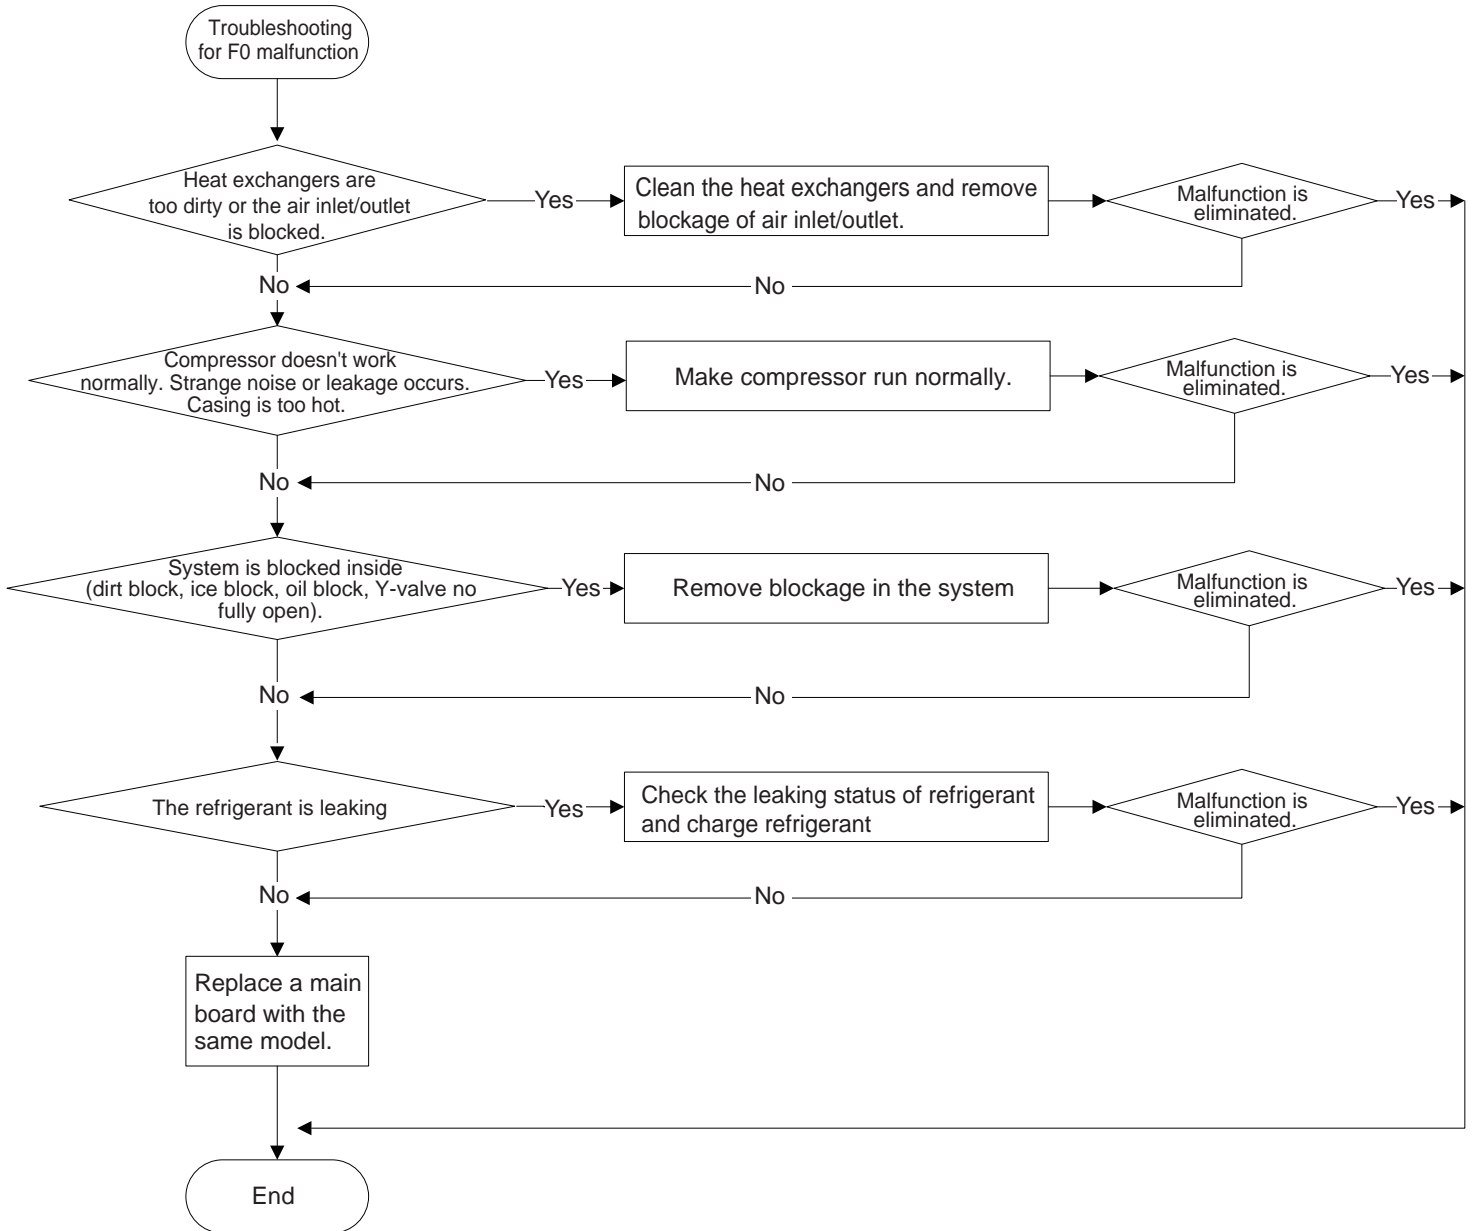 Troubleshooting
for F0 malfunction
Heat exchangers are
too dirty or the air inlet/outlet
is blocked.
Yes
Clean the heat exchangers and remove
blockage of air inlet/outlet.
Malfunction is
eliminated.
Yes
No
No
Compressor doesn't work
normally. Strange noise or leakage occurs.
Casing is too hot.
Yes
Make compressor run normally.
Malfunction is
eliminated.
Yes
No
No
System is blocked inside
(dirt block, ice block, oil block, Y-valve no
fully open).
Yes
Remove blockage in the system
Malfunction is
eliminated.
Yes
No
No
The refrigerant is leaking
Yes
Check the leaking status of refrigerant
and charge refrigerant
Malfunction is
eliminated.
Yes
No
No
Replace a main
board with the
same model.
End